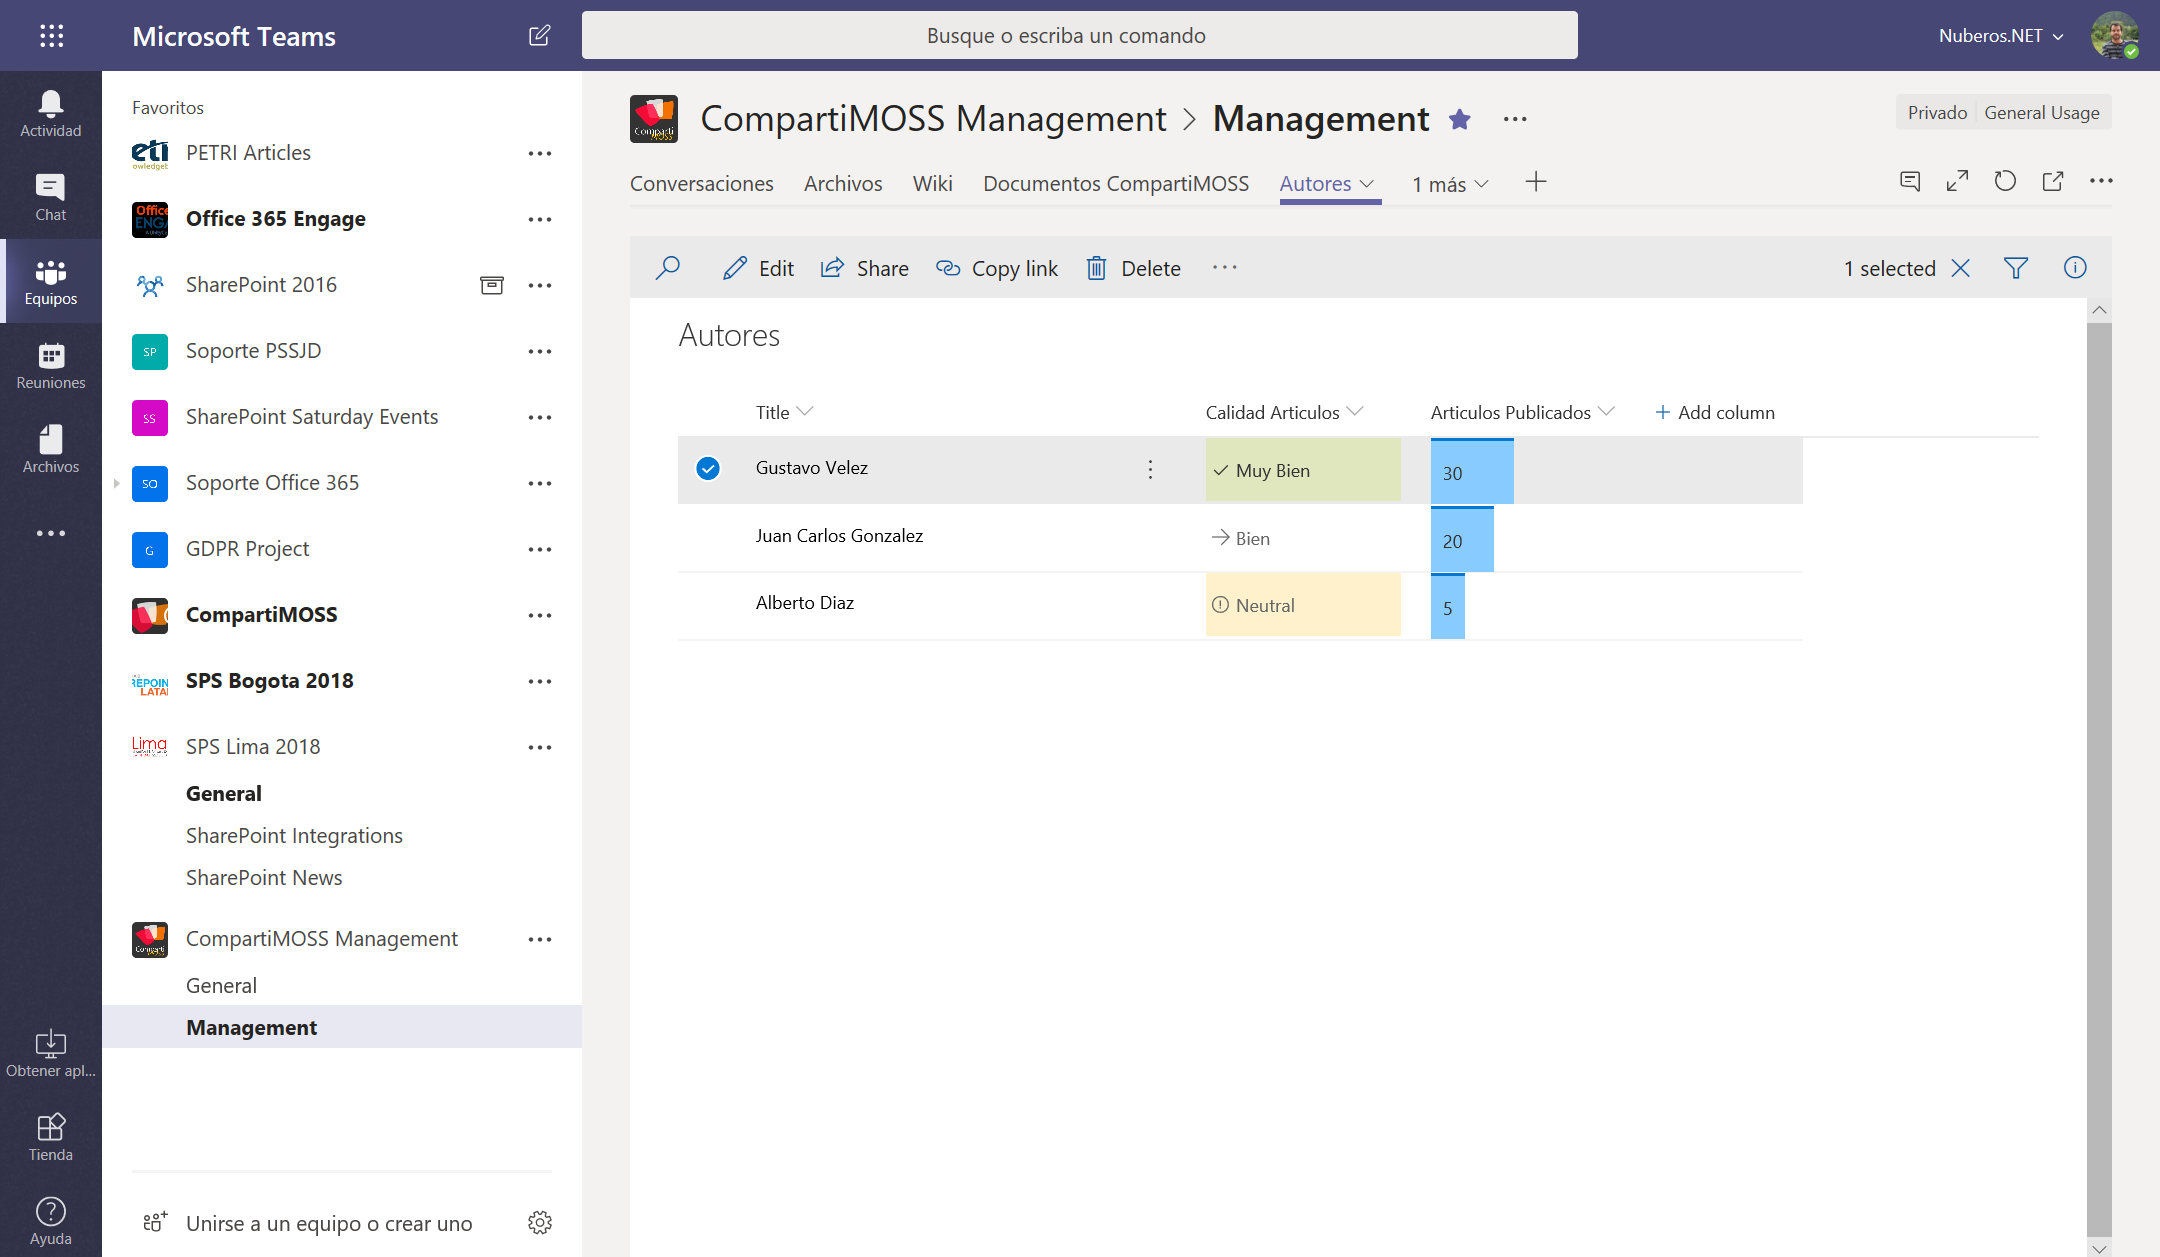 Microsoft Teams
Busque o escriba un comando
Nuberos.NET
Actividad
Chat
Equipos
Reuniones
Archivos
Obtener apl...
Tienda
Ayuda
Favoritos
PETRI Articles
Office 365 Engage
SharePoint 2016
SP Soporte PSSJD
SS SharePoint Saturday Events
SO Soporte Office 365
G GDPR Project
CompartiMOSS
SPS Bogota 2018
Lima SPS Lima 2018
General
SharePoint Integrations
SharePoint News
CompartiMOSS Management
General
Management
Unirse a un equipo o crear uno
CompartiMOSS Management > Management
Privado General Usage
Conversaciones Archivos Wiki Documentos CompartiMOSS Autores 1 más
Edit Share Copy link Delete 1 selected
Autores
Title Calidad Articulos Articulos Publicados Add column
Gustavo Velez Muy Bien 30
Juan Carlos Gonzalez Bien 20
Alberto Diaz Neutral 5